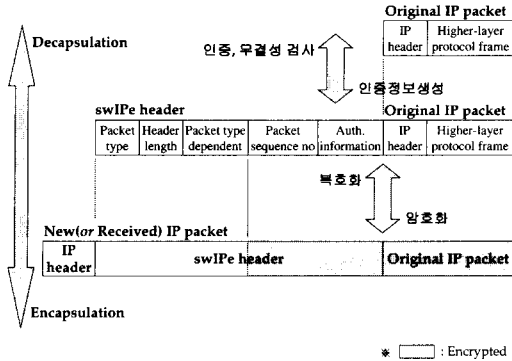 Original IP packet
IP header
Higher-layer protocol frame
Decapsulation
인증, 무결성 검사
인증정보생성
swIPe header
Original IP packet
Packet type
Header length
Packet type dependent
Packet sequence no
Auth. information
IP header
Higher-layer protocol frame
복호화
암호화
New(or Received) IP packet
IP header
swIPe header
Original IP packet
Encapsulation
※ : Encrypted